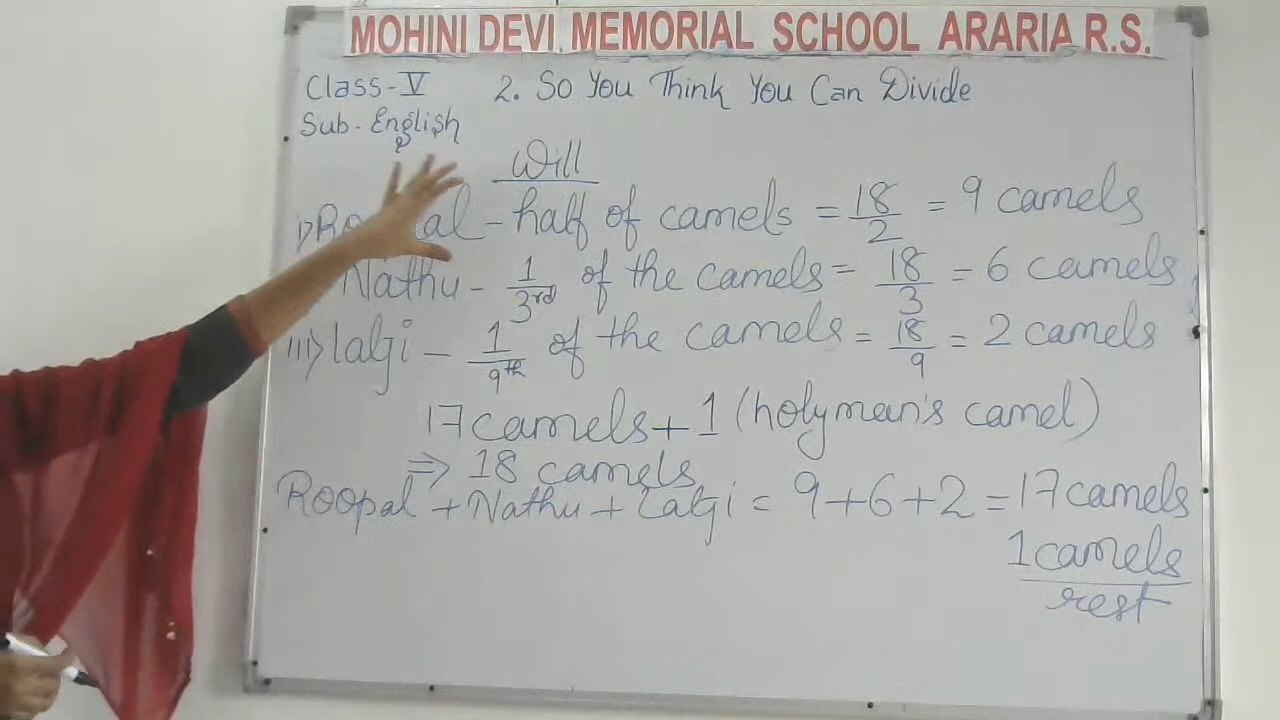 MOHINI DEVI MEMORIAL SCHOOL ARARIA R.S.
Class-V 2. So You Think You Can Divide
Sub-English
Will
al - half of camels = 18/2 = 9 camels
Nathu - 1/3rd of the camels = 18/3 = 6 camels
iii) Lalgi - 1/9th of the camels = 18/9 = 2 camels
17 camels + 1 (holyman's camel)
⇒ 18 camels
Roopal + Nathu + Lalgi = 9+6+2 = 17 camels
1 camels
rest